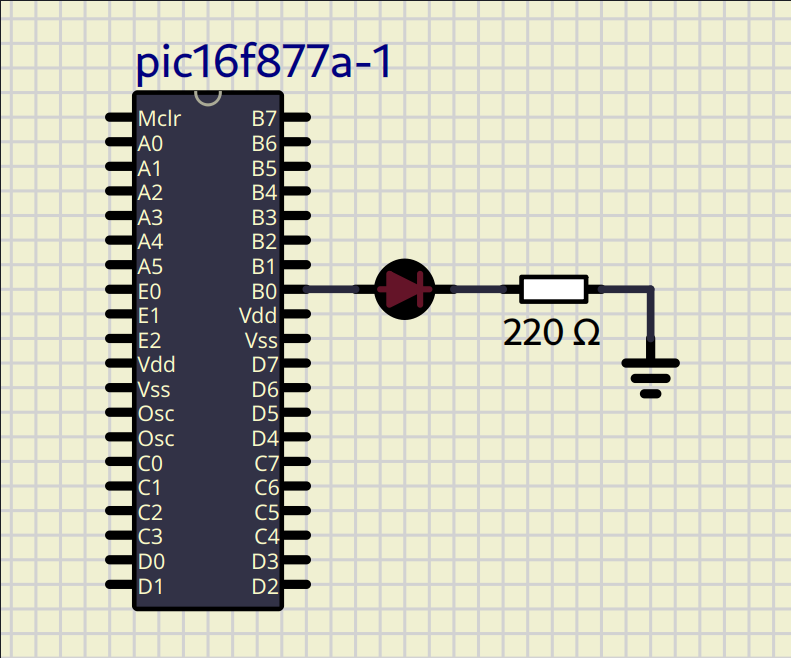 pic16f877a-1
Mclr B7
A0 B6
A1 B5
A2 B4
A3 B3
A4 B2
A5 B1
E0 B0
E1 Vdd
E2 Vss
Vdd D7
Vss D6
Osc D5
Osc D4
C0 C7
C1 C6
C2 C5
C3 C4
D0 D3
D1 D2
220 Ω